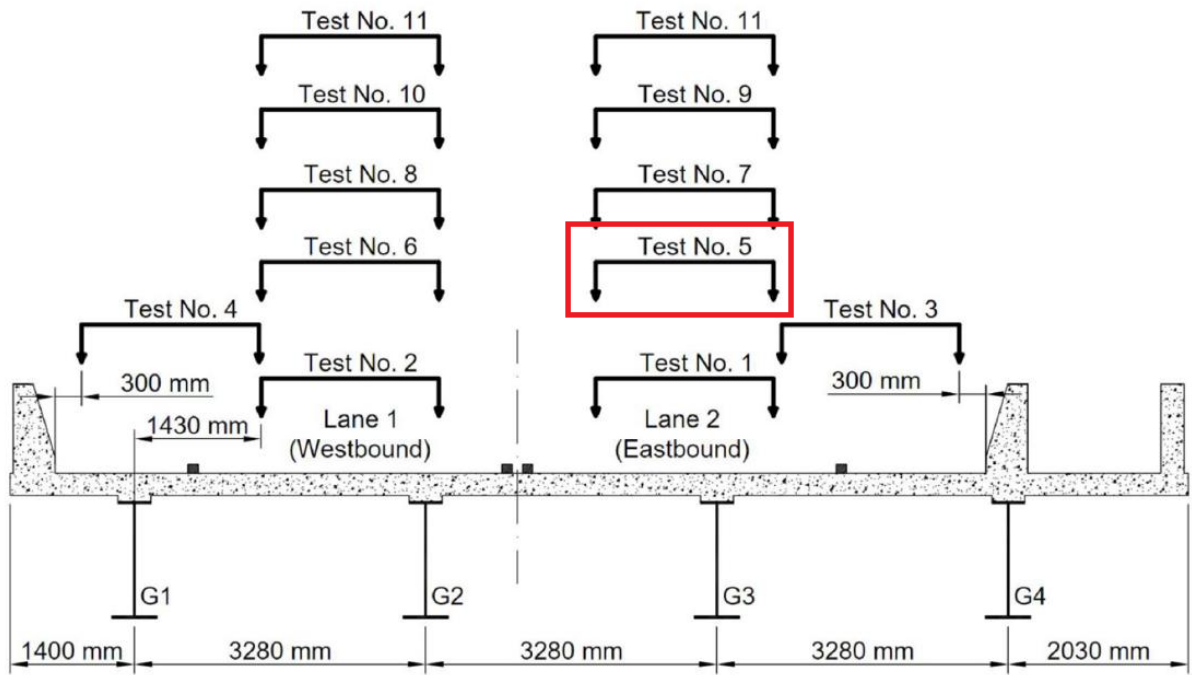 Test No. 11 Test No. 11
Test No. 10 Test No. 9
Test No. 8 Test No. 7
Test No. 6 Test No. 5
Test No. 4 Test No. 3
Test No. 2 Test No. 1
300 mm 300 mm
1430 mm Lane 1 Lane 2
(Westbound) (Eastbound)
G1 G2 G3 G4
1400 mm 3280 mm 3280 mm 3280 mm 2030 mm